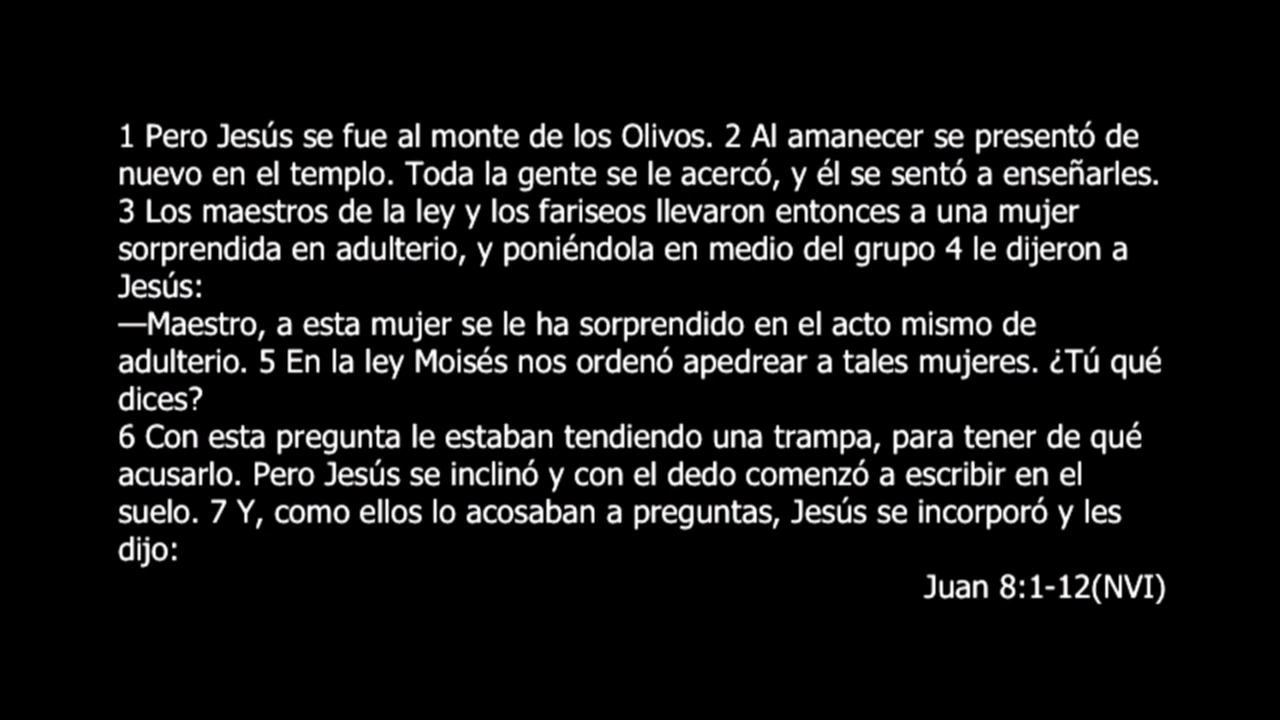 1 Pero Jesús se fue al monte de los Olivos. 2 Al amanecer se presentó de
nuevo en el templo. Toda la gente se le acercó, y él se sentó a enseñarles.
3 Los maestros de la ley y los fariseos llevaron entonces a una mujer
sorprendida en adulterio, y poniéndola en medio del grupo 4 le dijeron a
Jesús:
—Maestro, a esta mujer se le ha sorprendido en el acto mismo de
adulterio. 5 En la ley Moisés nos ordenó apedrear a tales mujeres. ¿Tú qué
dices?
6 Con esta pregunta le estaban tendiendo una trampa, para tener de qué
acusarlo. Pero Jesús se inclinó y con el dedo comenzó a escribir en el
suelo. 7 Y, como ellos lo acosaban a preguntas, Jesús se incorporó y les
dijo:
Juan 8:1-12(NVI)